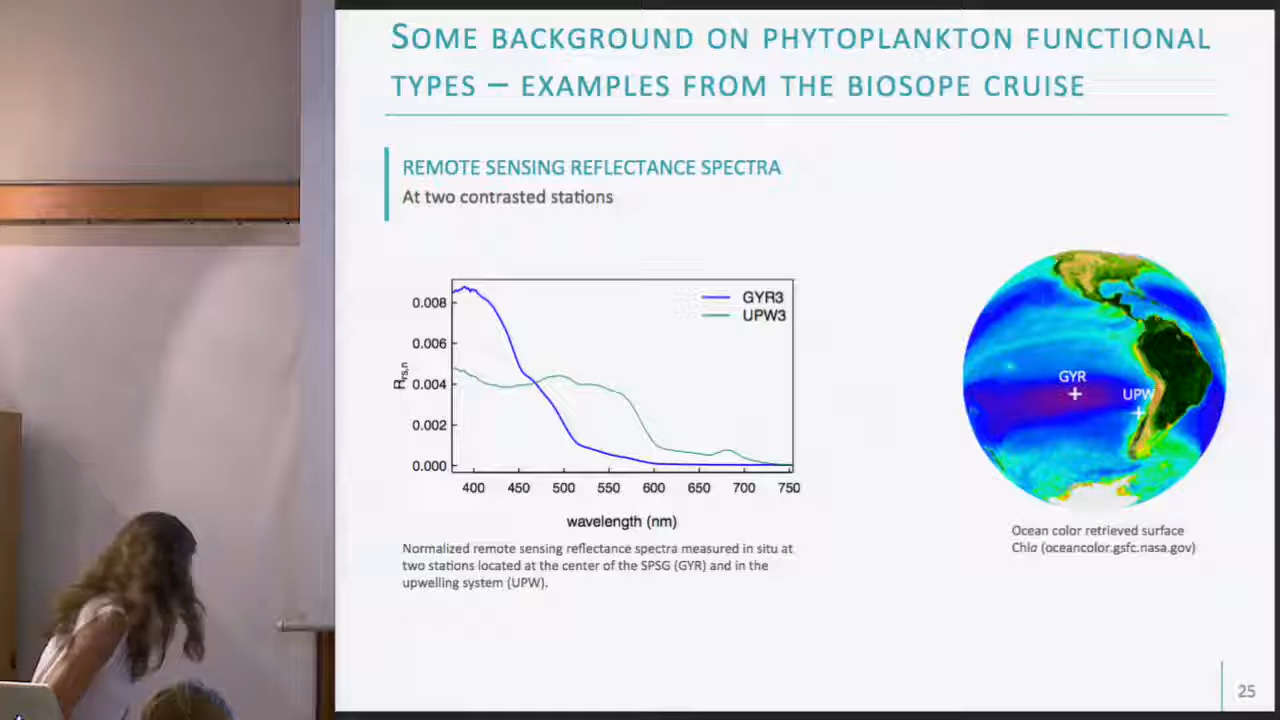 SOME BACKGROUND ON PHYTOPLANKTON FUNCTIONAL
TYPES – EXAMPLES FROM THE BIOSOPE CRUISE
REMOTE SENSING REFLECTANCE SPECTRA
At two contrasted stations
GYR3
UPW3
0.008
0.006
0.004
0.002
0.000
Rrs,n
400 450 500 550 600 650 700 750
wavelength (nm)
Normalized remote sensing reflectance spectra measured in situ at
two stations located at the center of the SPSG (GYR) and in the
upwelling system (UPW).
GYR
UPW
Ocean color retrieved surface
Chla (oceancolor.gsfc.nasa.gov)
25